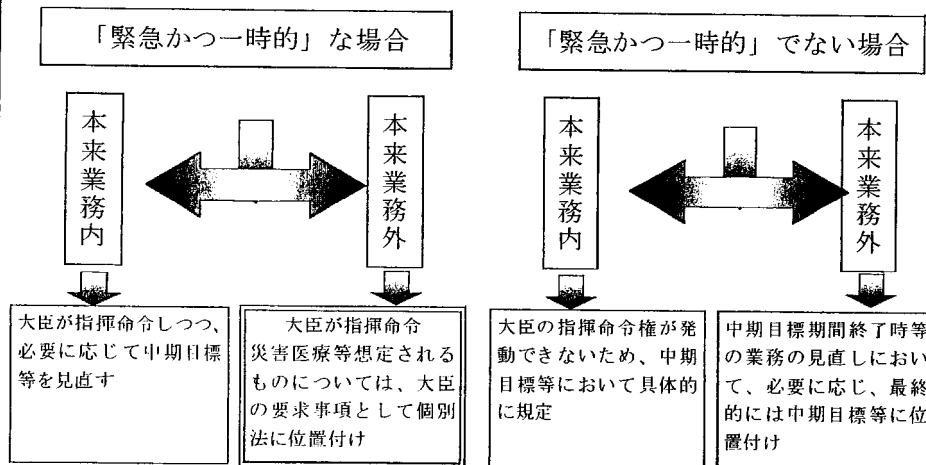 「緊急かつ一時的」な場合
「緊急かつ一時的」でない場合
本来業務内
本来業務外
本来業務内
本来業務外
大臣が指揮命令しつつ、
必要に応じて中期目標
等を見直す
大臣が指揮命令
災害医療等想定される
ものについては、大臣
の要求事項として個別
法に位置付け
大臣の指揮命令権が発
動できないため、中期
目標等において具体的
に規定
中期目標期間終了時等
の業務の見直しにおい
て、必要に応じ、最終
的には中期目標等に位
置付け